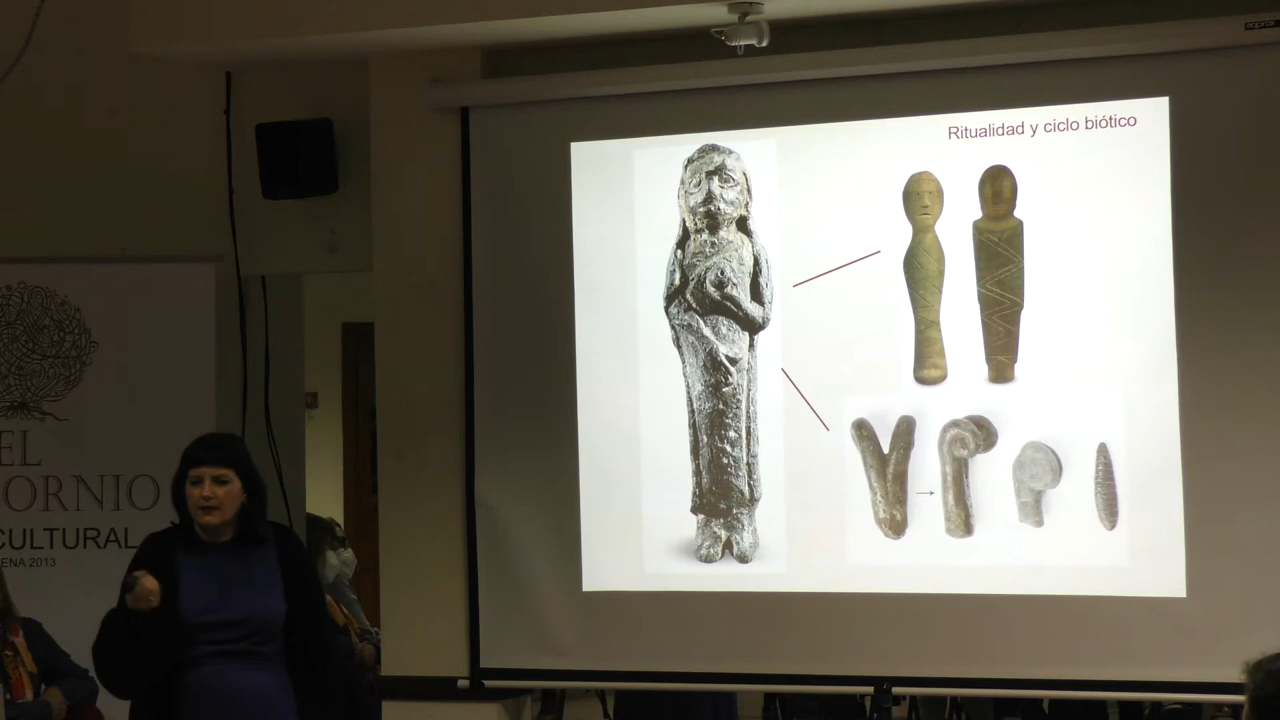 Ritualidad y ciclo biótico
EL
ORNIO
CULTURAL
ENA 2013